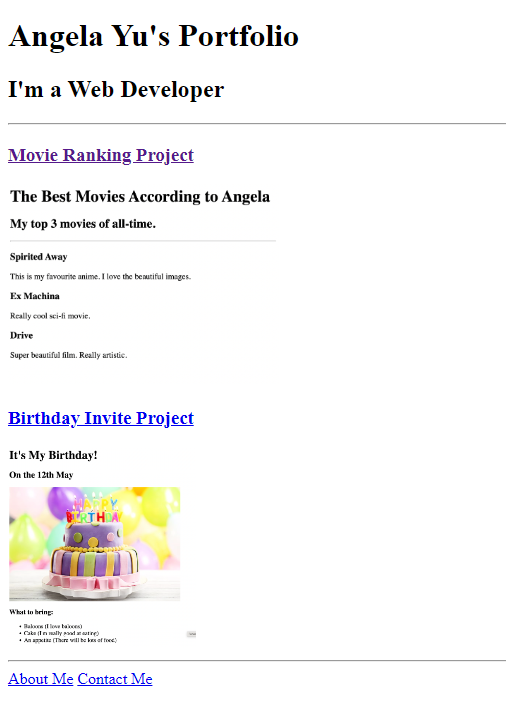 Angela Yu's Portfolio
I'm a Web Developer
Movie Ranking Project
The Best Movies According to Angela
My top 3 movies of all-time.
Spirited Away
This is my favourite anime. I love the beautiful images.
Ex Machina
Really cool sci-fi movie.
Drive
Super beautiful film. Really artistic.
Birthday Invite Project
It's My Birthday!
On the 12th May
HAPPY
BIRTHDAY
What to bring:
Baloons (I love baloons)
Cake (I'm really good at eating)
An appetite (There will be lots of food)
About Me Contact Me